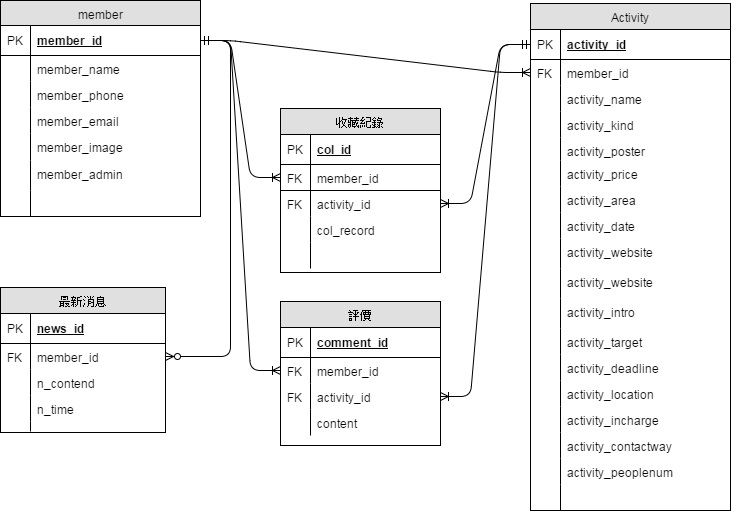 member
PK member_id
member_name
member_phone
member_email
member_image
member_admin
最新消息
PK news_id
FK member_id
n_contend
n_time
收藏紀錄
PK col_id
FK member_id
FK activity_id
col_record
評價
PK comment_id
FK member_id
FK activity_id
content
Activity
PK activity_id
FK member_id
activity_name
activity_kind
activity_poster
activity_price
activity_area
activity_date
activity_website
activity_website
activity_intro
activity_target
activity_deadline
activity_location
activity_incharge
activity_contactway
activity_peoplenum